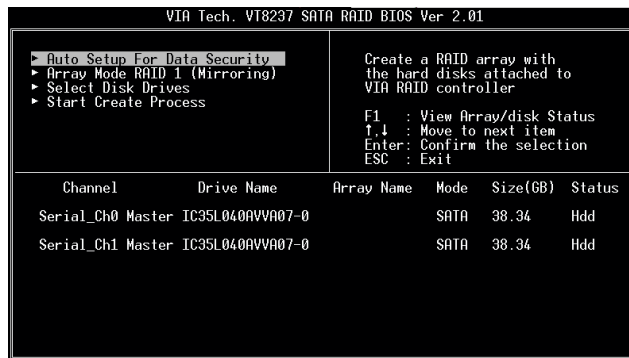 VIA Tech. VT8237 SATA RAID BIOS Ver 2.01
► Auto Setup For Data Security
► Array Mode RAID 1 (Mirroring)
► Select Disk Drives
► Start Create Process
Create a RAID array with
the hard disks attached to
VIA RAID controller
F1 : View Array/disk Status
↑,↓ : Move to next item
Enter: Confirm the selection
ESC : Exit
Channel Drive Name Array Name Mode Size(GB) Status
Serial_Ch0 Master IC35L040AVVA07-0 SATA 38.34 Hdd
Serial_Ch1 Master IC35L040AVVA07-0 SATA 38.34 Hdd